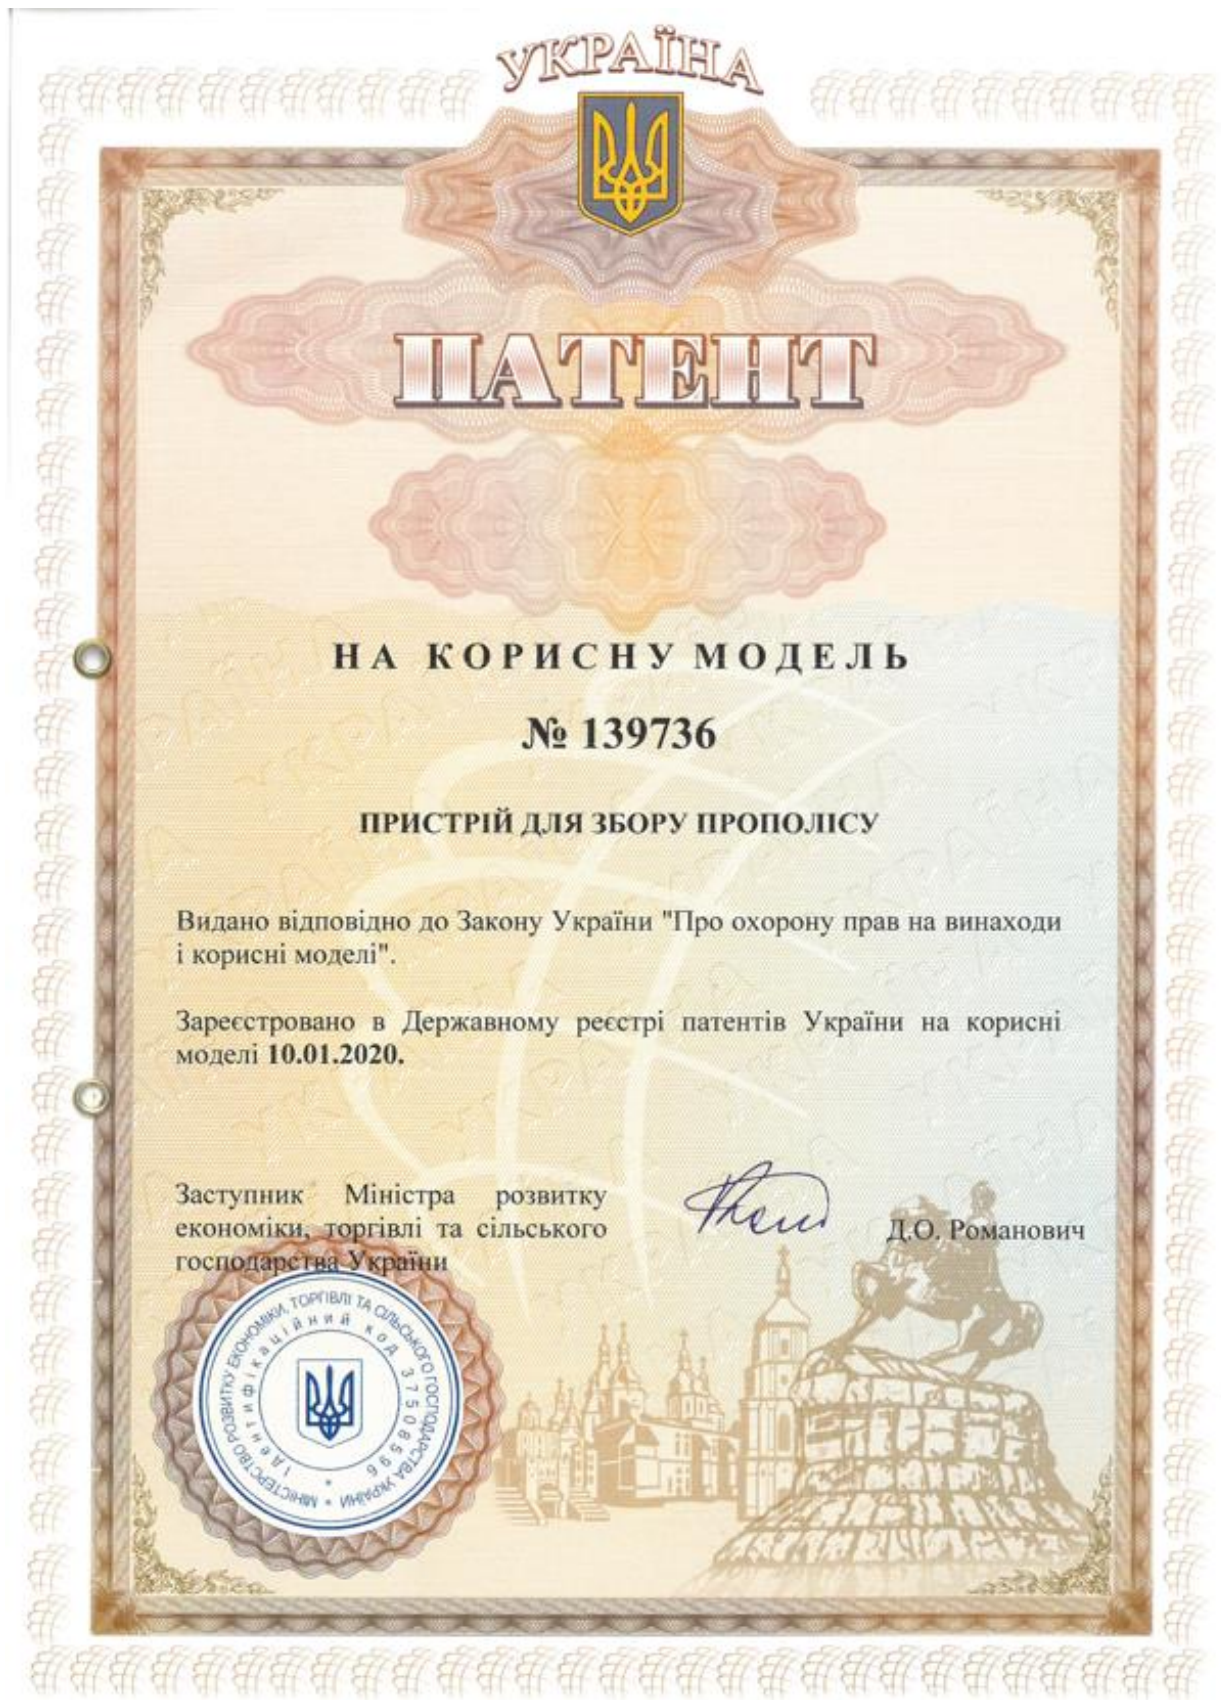 УКРАЇНА
ПАТЕНТ
НА КОРИСНУ МОДЕЛЬ
№ 139736
ПРИСТРІЙ ДЛЯ ЗБОРУ ПРОПОЛІСУ
Видано відповідно до Закону України "Про охорону прав на винаходи
і корисні моделі".
Зареєстровано в Державному реєстрі патентів України на корисні
моделі 10.01.2020.
Заступник Міністра розвитку
економіки, торгівлі та сільського
господарства України
Д.О. Романович
МІНІСТЕРСТВО РОЗВИТКУ ЕКОНОМІКИ, ТОРГІВЛІ ТА СІЛЬСЬКОГО ГОСПОДАРСТВА УКРАЇНИ *
Ідентифікаційний код 37508596 *